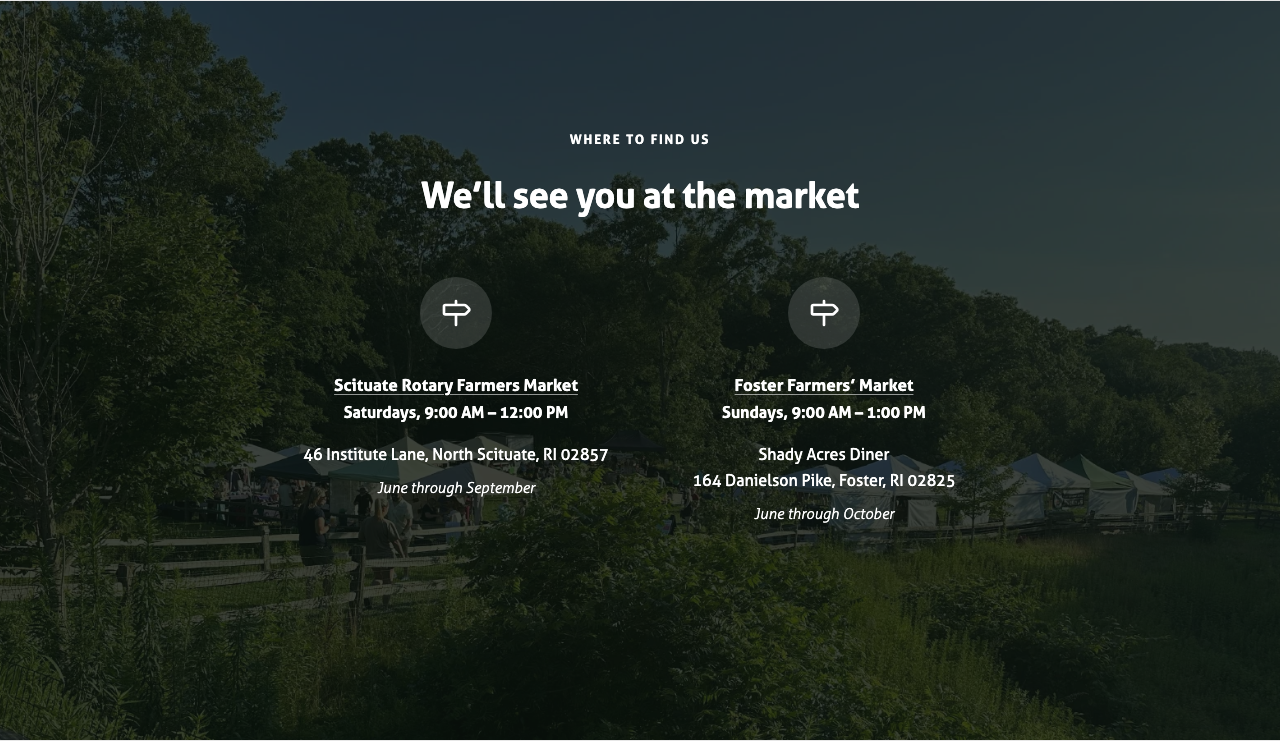 WHERE TO FIND US
We’ll see you at the market
Scituate Rotary Farmers Market
Saturdays, 9:00 AM – 12:00 PM
46 Institute Lane, North Scituate, RI 02857
June through September
Foster Farmers’ Market
Sundays, 9:00 AM – 1:00 PM
Shady Acres Diner
164 Danielson Pike, Foster, RI 02825
June through October